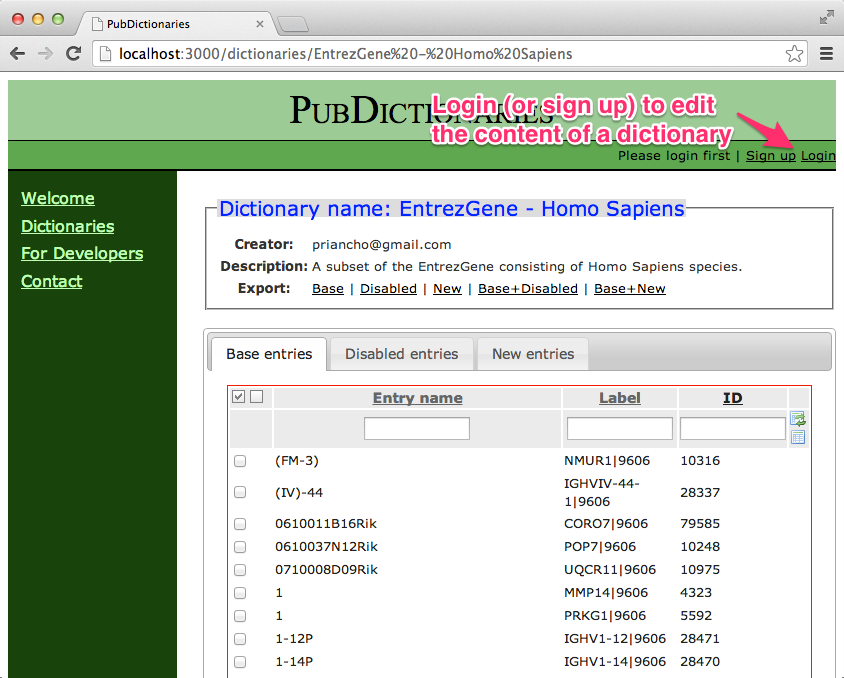 PubDictionaries
localhost:3000/dictionaries/EntrezGene%20-%20Homo%20Sapiens
PUBDICTIONARIES
Login (or sign up) to edit
the content of a dictionary
Please login first | Sign up Login
Welcome
Dictionaries
For Developers
Contact
Dictionary name: EntrezGene - Homo Sapiens
Creator: priancho@gmail.com
Description: A subset of the EntrezGene consisting of Homo Sapiens species.
Export: Base | Disabled | New | Base+Disabled | Base+New
Base entries Disabled entries New entries
Entry name Label ID
(FM-3) NMUR1|9606 10316
(IV)-44 IGHVIV-44-
1|9606 28337
0610011B16Rik CORO7|9606 79585
0610037N12Rik POP7|9606 10248
0710008D09Rik UQCR11|9606 10975
1 MMP14|9606 4323
1 PRKG1|9606 5592
1-12P IGHV1-12|9606 28471
1-14P IGHV1-14|9606 28470